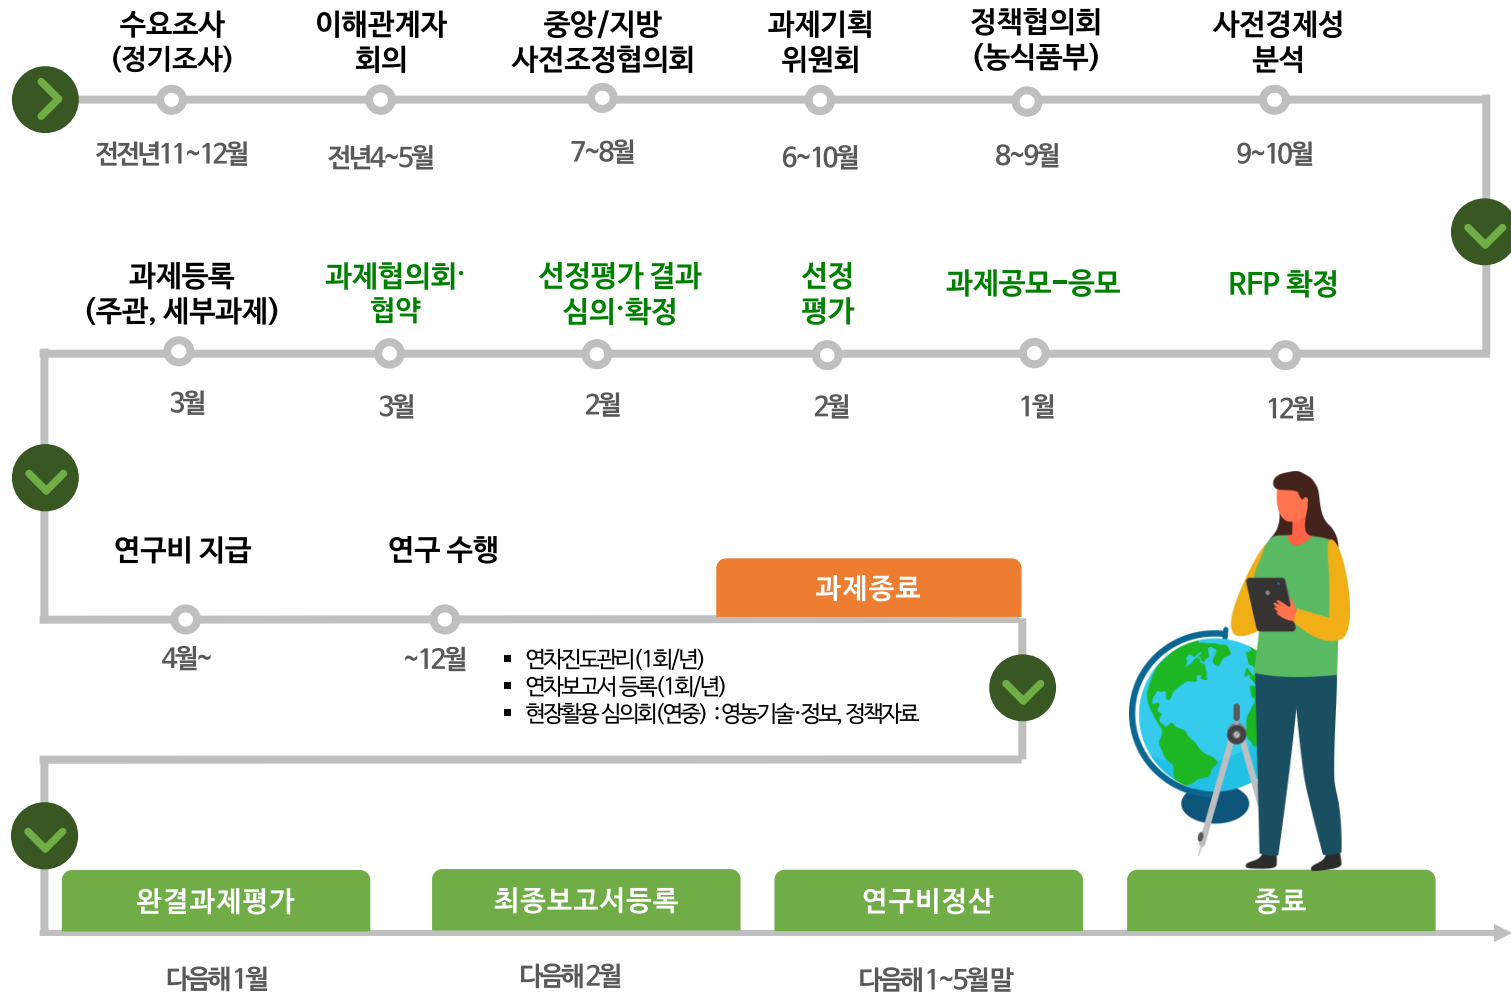 수요조사
(정기조사)
전전년11~12월
이해관계자
회의
전년4~5월
중앙/지방
사전조정협의회
7~8월
과제기획
위원회
6~10월
정책협의회
(농식품부)
8~9월
사전경제성
분석
9~10월
RFP 확정
12월
과제공모-응모
1월
선정
평가
2월
선정평가 결과
심의·확정
2월
과제협의회·
협약
3월
과제등록
(주관, 세부과제)
3월
연구비 지급
4월~
연구 수행
~12월
▪ 연차진도관리(1회/년)
▪ 연차보고서 등록(1회/년)
▪ 현장활용 심의회(연중) : 영농기술·정보, 정책자료
과제종료
완결과제평가
다음해 1월
최종보고서등록
다음해 2월
연구비정산
다음해 1~5월 말
종료